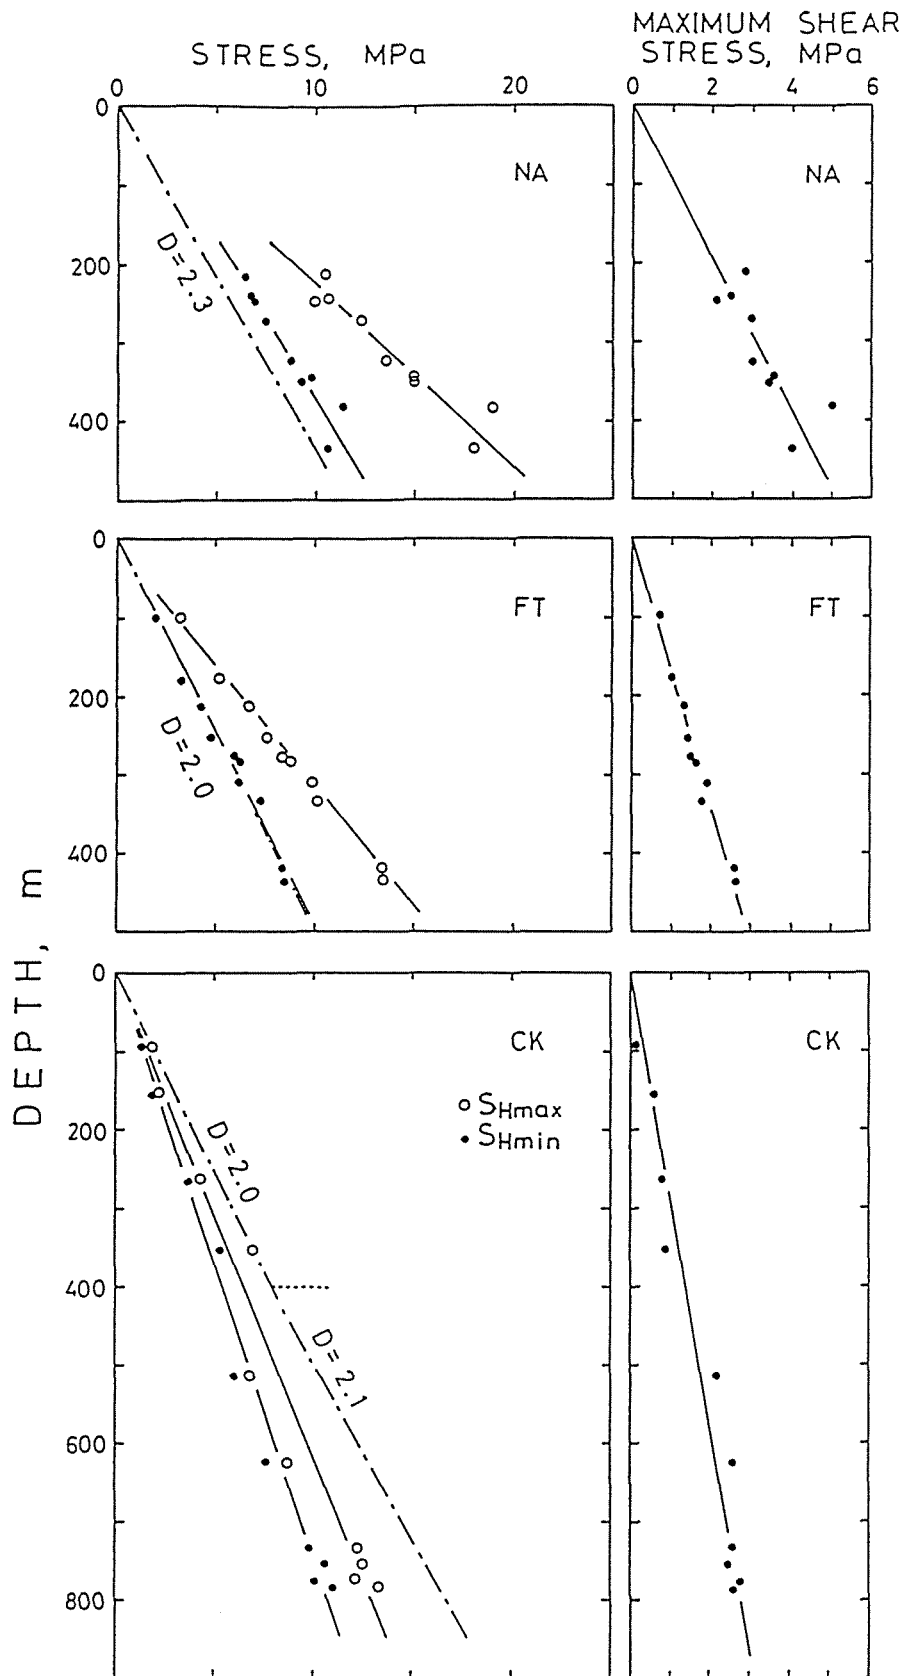 STRESS, MPa
MAXIMUM SHEAR
STRESS, MPa
0 10 20
0 2 4 6
0
200
400
NA
D=2.3
NA
0
200
400
FT
D=2.0
FT
DEPTH, m
0
200
400
600
800
CK
SHmax
SHmin
D=2.0
D=2.1
CK